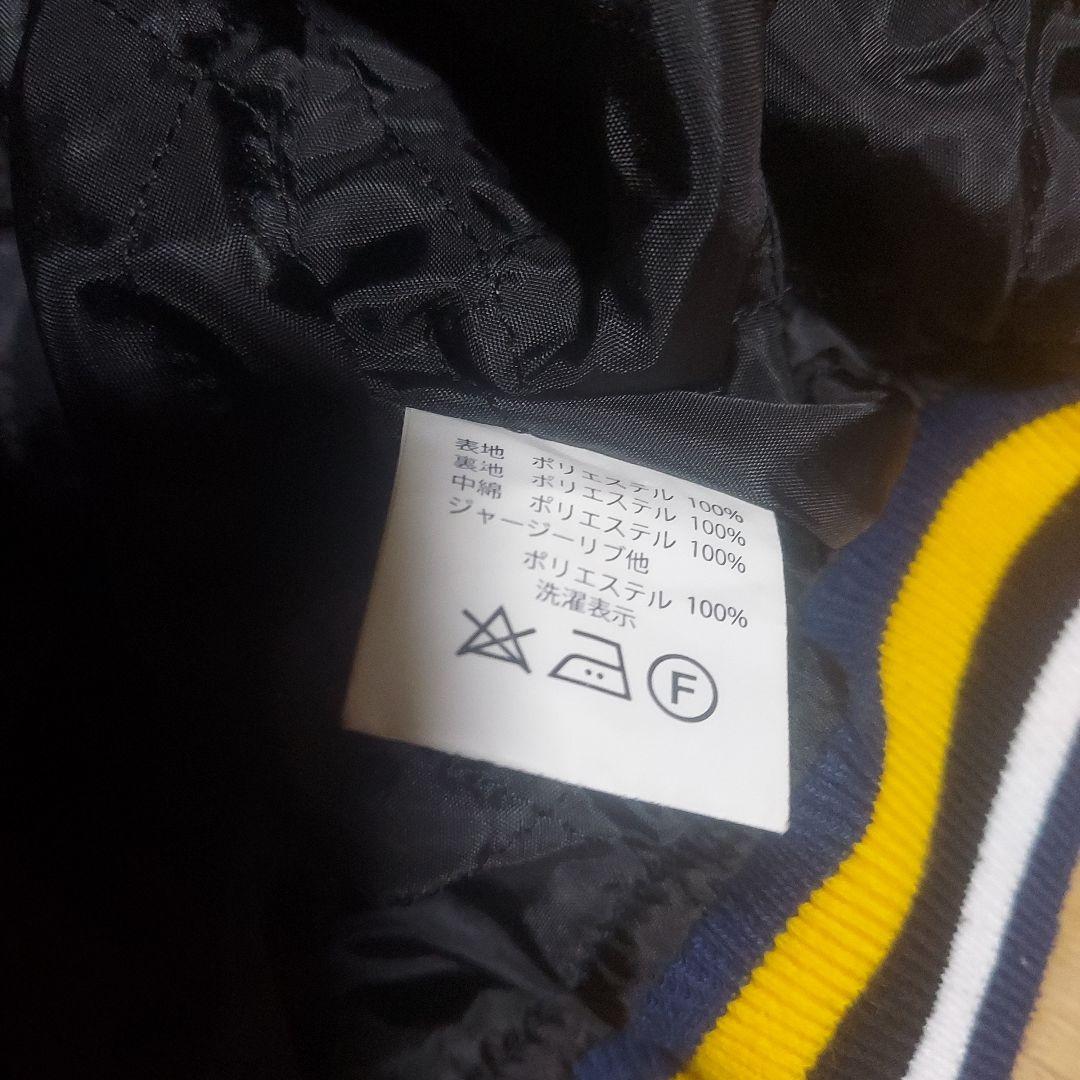 表地 ポリエステル 100%
裏地 ポリエステル 100%
中綿 ポリエステル 100%
ジャージーリブ他
ポリエステル 100%
洗濯表示
F